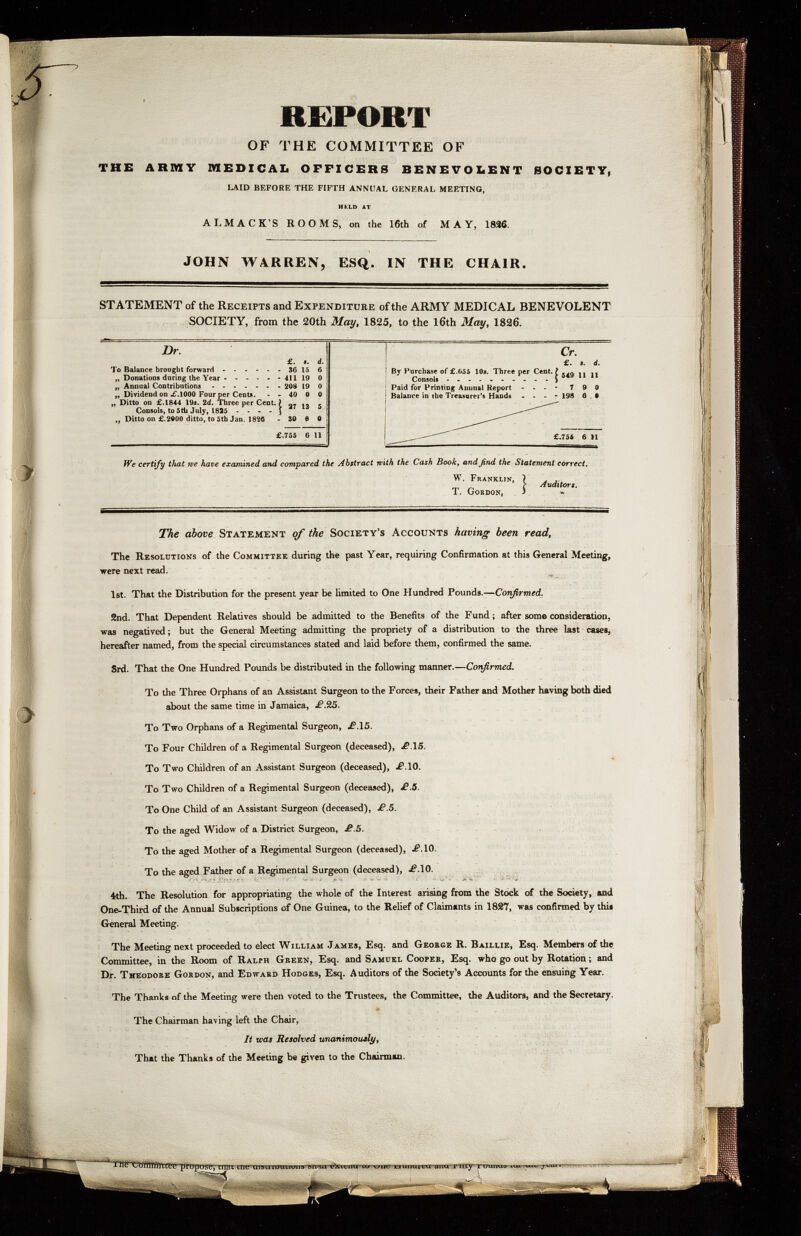 5.
REPORT
OF THE COMMITTEE OF
THE ARMY MEDICAL OFFICERS BENEVOLENT SOCIETY,
LAID BEFORE THE FIFTH ANNUAL GENERAL MEETING,
HELD AT
ALMACK'S ROOMS, on the 16th of MAY, 1826.
JOHN WARREN, ESQ. IN THE CHAIR.
STATEMENT of the RECEIPTS and EXPENDITURE of the ARMY MEDICAL BENEVOLENT
SOCIETY, from the 20th May, 1825, to the 16th May, 1826.
Dr.
£. s. d.
To Balance brought forward - - - - - - 36 15 6
„ Donations during the Year - - - - - - 411 19 0
„ Annual Contributions - - - - - - - 208 19 0
„ Dividend on £.1000 Four per Cents. - - 40 0 0
„ Ditto on £.1844 19s. 2d. Three per Cent. } 27 13 5
Consols, to 5th July, 1825 - - - - -
„ Ditto on £.2000 ditto, to 5th Jan. 1826 - 30 0 0
£.755 6 11
Cr.
£. s. d.
By Purchase of £.655 10s. Three per Cent. } 549 11 11
Consols - - - - - - - - - -
Paid for Printing Annual Report - - - - 7 9 0
Balance in the Treasurer's Hands - - - - 198 6 0
£.755 6 11
We certify that we have examined and compared the Abstract with the Cash Book, and find the Statement correct.
W. FRANKLIN, } Auditors.
T. GORDON,
The above STATEMENT of the SOCIETY'S ACCOUNTS having been read,
The RESOLUTIONS of the COMMITTEE during the past Year, requiring Confirmation at this General Meeting,
were next read.
1st. That the Distribution for the present year be limited to One Hundred Pounds.—Confirmed.
2nd. That Dependent Relatives should be admitted to the Benefits of the Fund; after some consideration,
was negatived; but the General Meeting admitting the propriety of a distribution to the three last cases,
hereafter named, from the special circumstances stated and laid before them, confirmed the same.
3rd. That the One Hundred Pounds be distributed in the following manner.—Confirmed.
To the Three Orphans of an Assistant Surgeon to the Forces, their Father and Mother having both died
about the same time in Jamaica, £.25.
To Two Orphans of a Regimental Surgeon, £.15.
To Four Children of a Regimental Surgeon (deceased), £.15.
To Two Children of an Assistant Surgeon (deceased), £.10.
To Two Children of a Regimental Surgeon (deceased), £.5.
To One Child of an Assistant Surgeon (deceased), £.5.
To the aged Widow of a District Surgeon, £.5.
To the aged Mother of a Regimental Surgeon (deceased), £.10.
To the aged Father of a Regimental Surgeon (deceased), £.10.
4th. The Resolution for appropriating the whole of the Interest arising from the Stock of the Society, and
One-Third of the Annual Subscriptions of One Guinea, to the Relief of Claimants in 1827, was confirmed by this
General Meeting.
The Meeting next proceeded to elect WILLIAM JAMES, Esq. and GEORGE R. BAILLIE, Esq. Members of the
Committee, in the Room of RALPH GREEN, Esq. and SAMUEL COOPER, Esq. who go out by Rotation; and
Dr. THEODORE GORDON, and EDWARD HODGES, Esq. Auditors of the Society's Accounts for the ensuing Year.
The Thanks of the Meeting were then voted to the Trustees, the Committee, the Auditors, and the Secretary.
The Chairman having left the Chair,
It was Resolved unanimously,
That the Thanks of the Meeting be given to the Chairman.
The Committee propose, that the distributions shall extend to One Hundred and Fifty Pounds